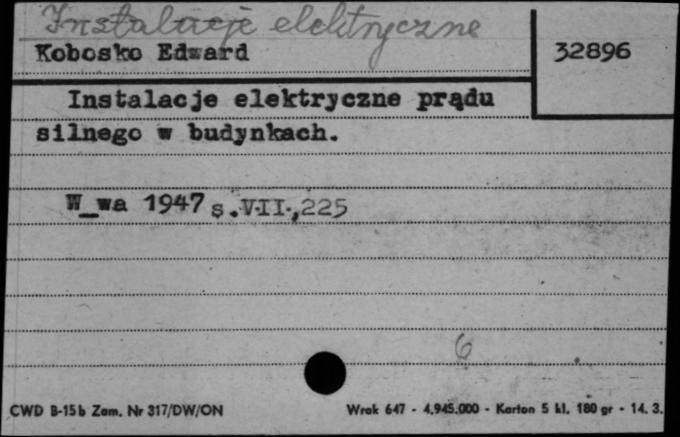 Instalacje elektryczne
Kobosko Edward
32896
Instalacje elektryczne prądu
silnego w budynkach.
W_wa 1947 s.VII.,225
6
CWD B-15b Zam. Nr 317/DW/ON
Wrak 647 - 4.945.000 - Karton 5 kl. 180 gr - 14. 3.